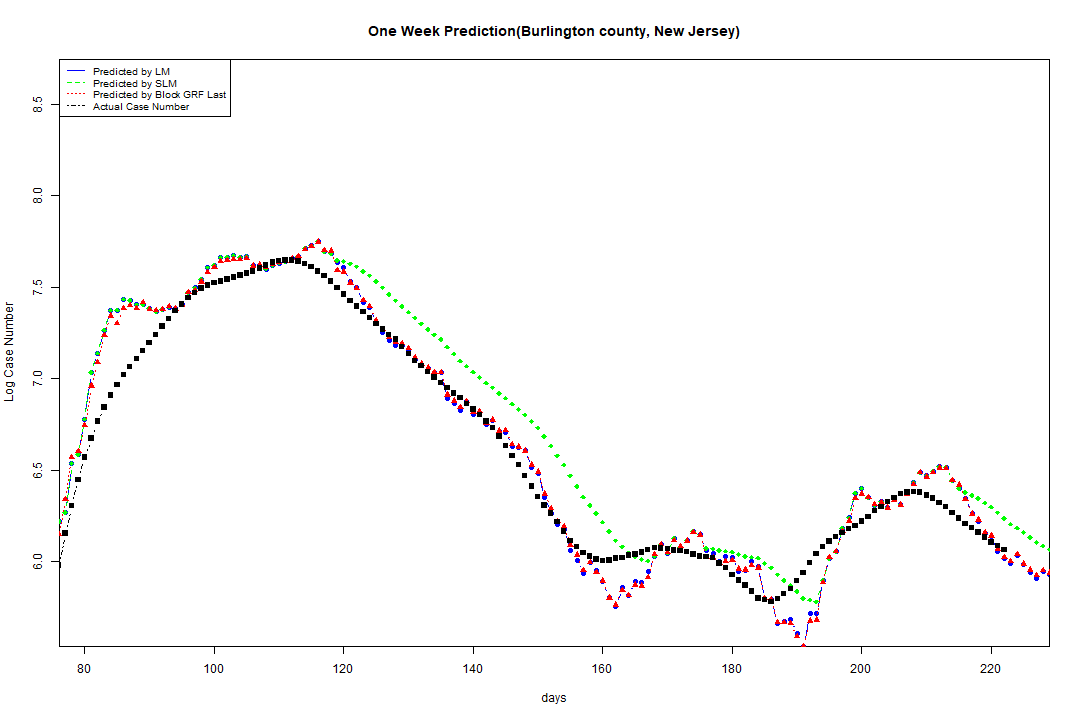 One Week Prediction(Burlington county, New Jersey)
Predicted by LM
Predicted by SLM
Predicted by Block GRF Last
Actual Case Number
8.5
8.0
7.5
7.0
6.5
6.0
Log Case Number
80 100 120 140 160 180 200 220
days